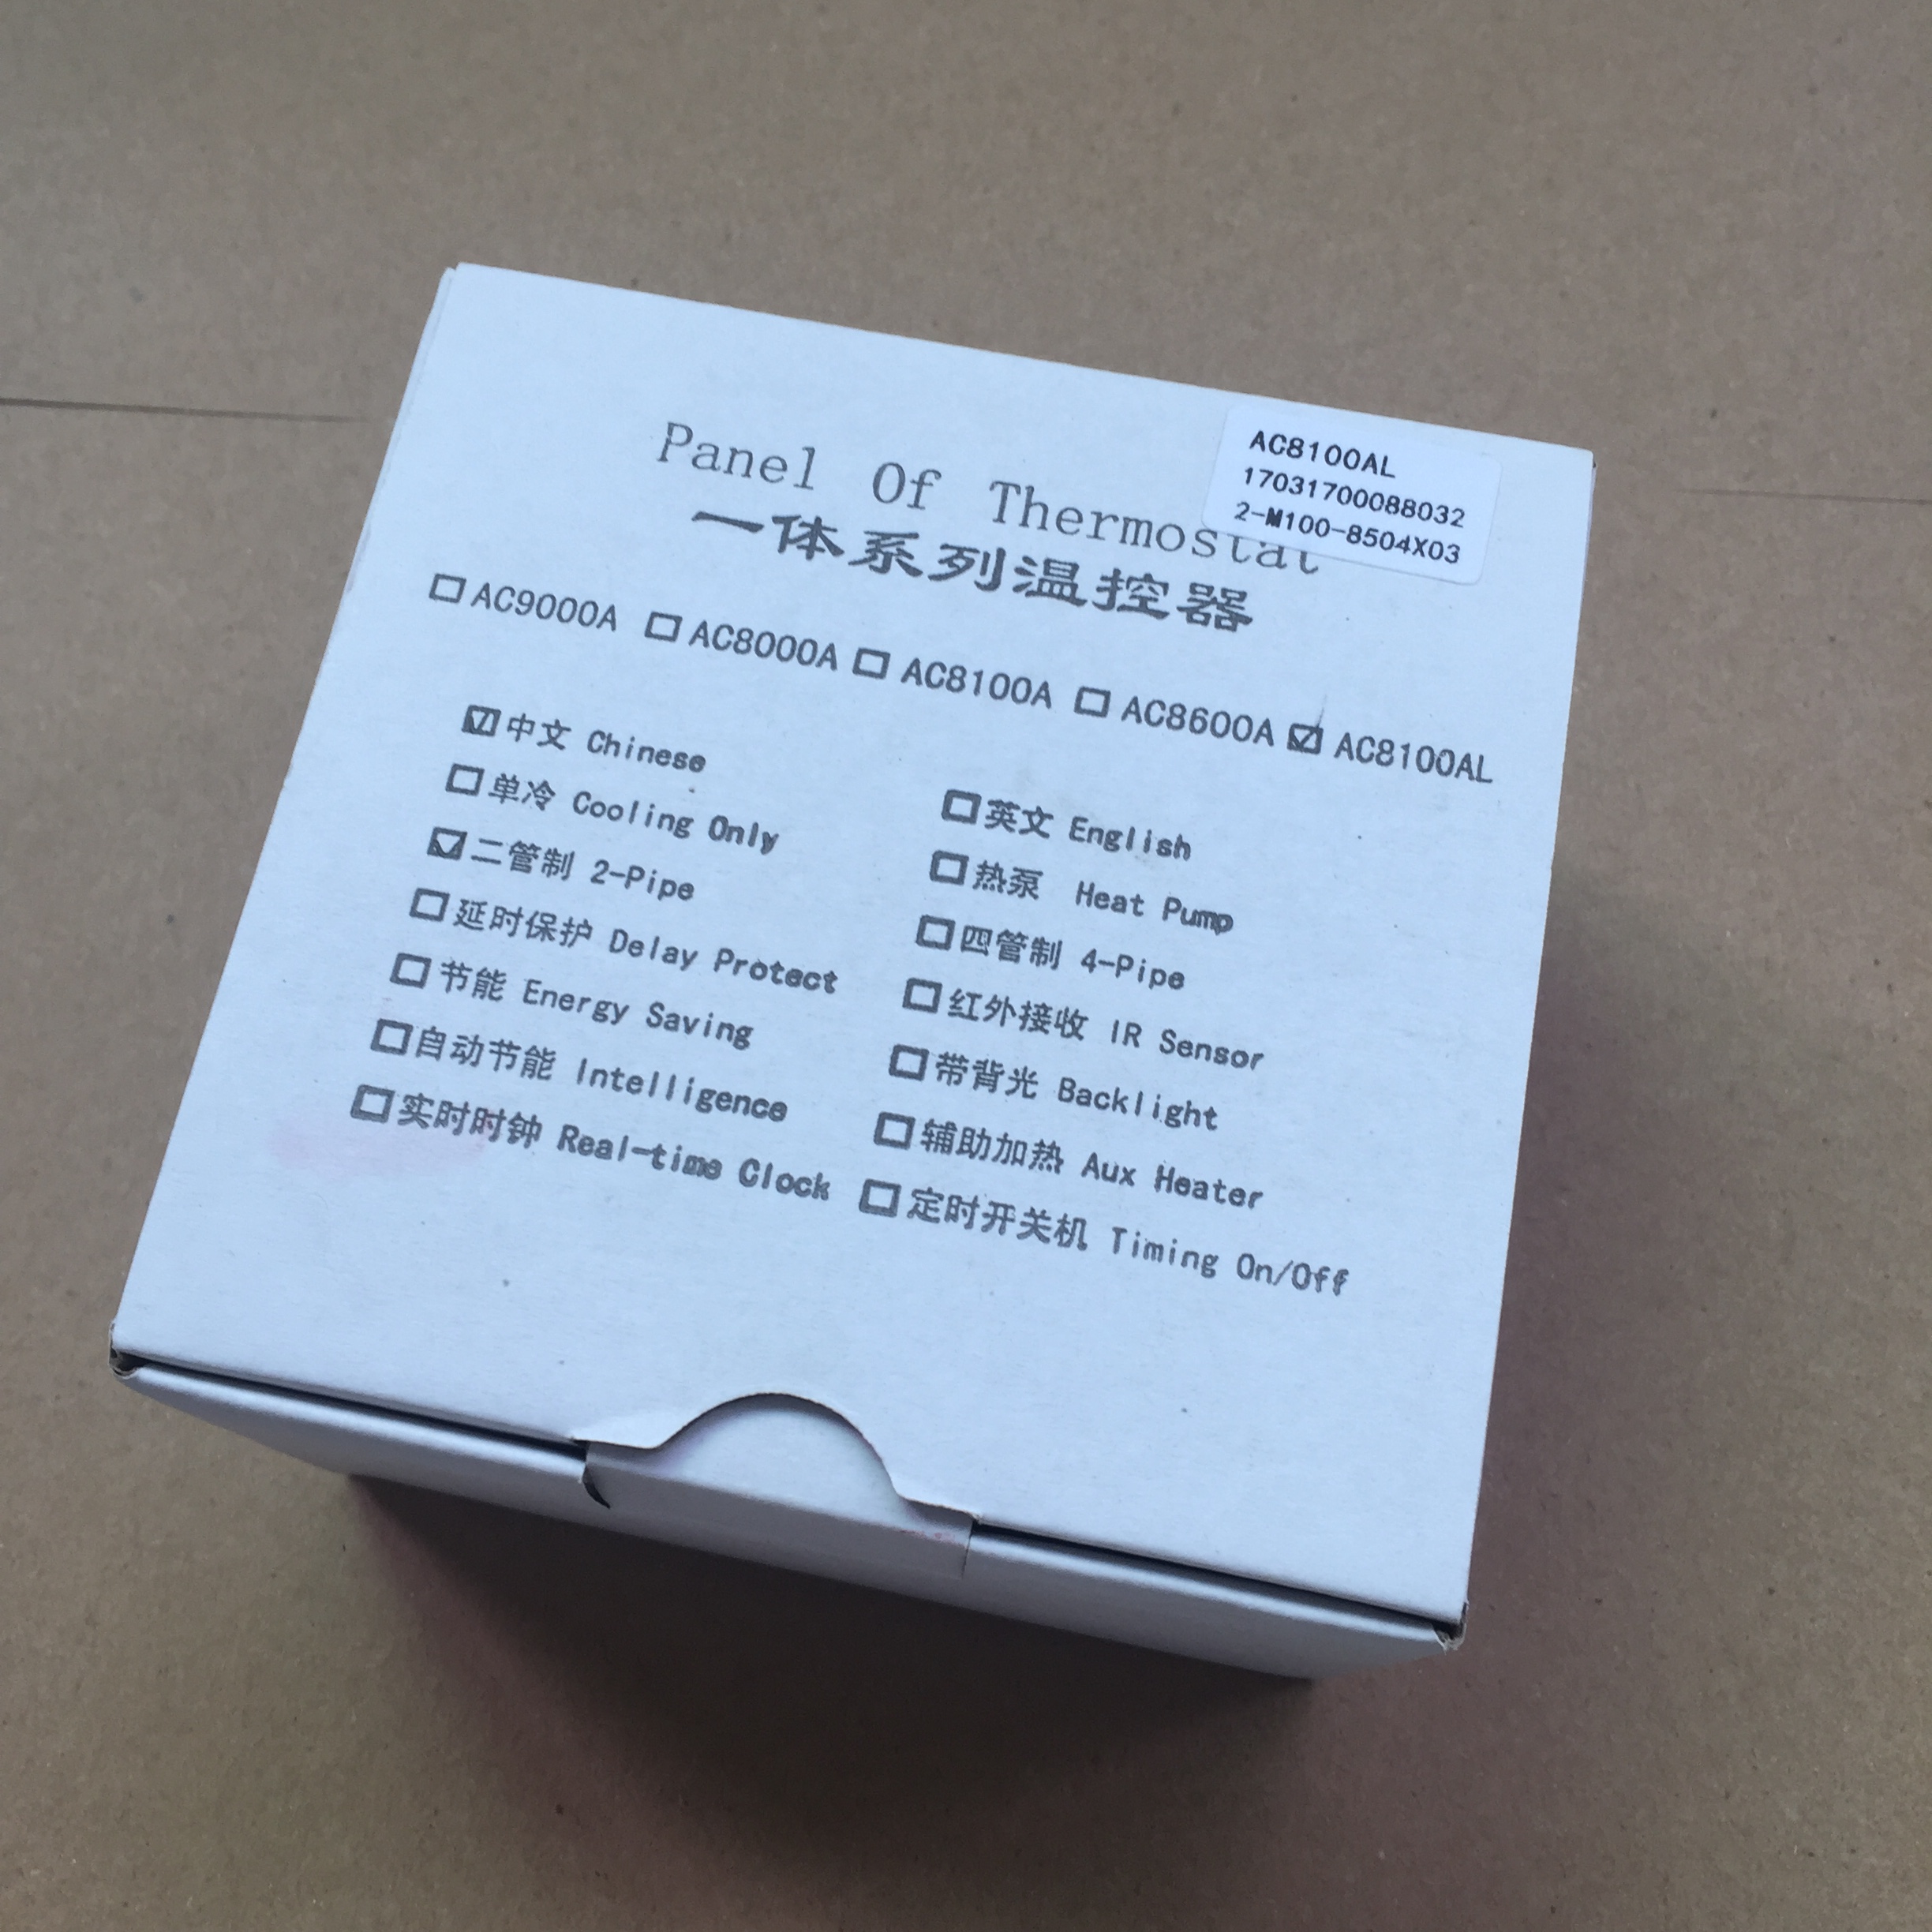 AC8100AL
17031700088032
2-M100-8504X03
Panel Of Thermostat
一体系列温控器
□AC9000A □AC8000A □AC8100A □AC8600A ☑AC8100AL
☑中文 Chinese □英文 English
□单冷 Cooling Only □热泵 Heat Pump
☑二管制 2-Pipe □四管制 4-Pipe
□延时保护 Delay Protect □红外接收 IR Sensor
□节能 Energy Saving □带背光 Backlight
□自动节能 Intelligence □辅助加热 Aux Heater
□实时时钟 Real-time Clock □定时开关机 Timing On/Off